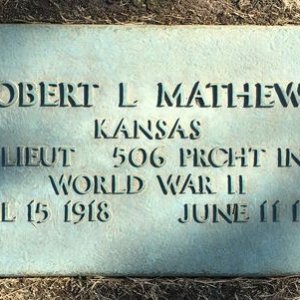 OBERT L MATHEW
KANSAS
LIEUT 506 PRCHT IN
WORLD WAR II
L 15 1918 JUNE 11 1